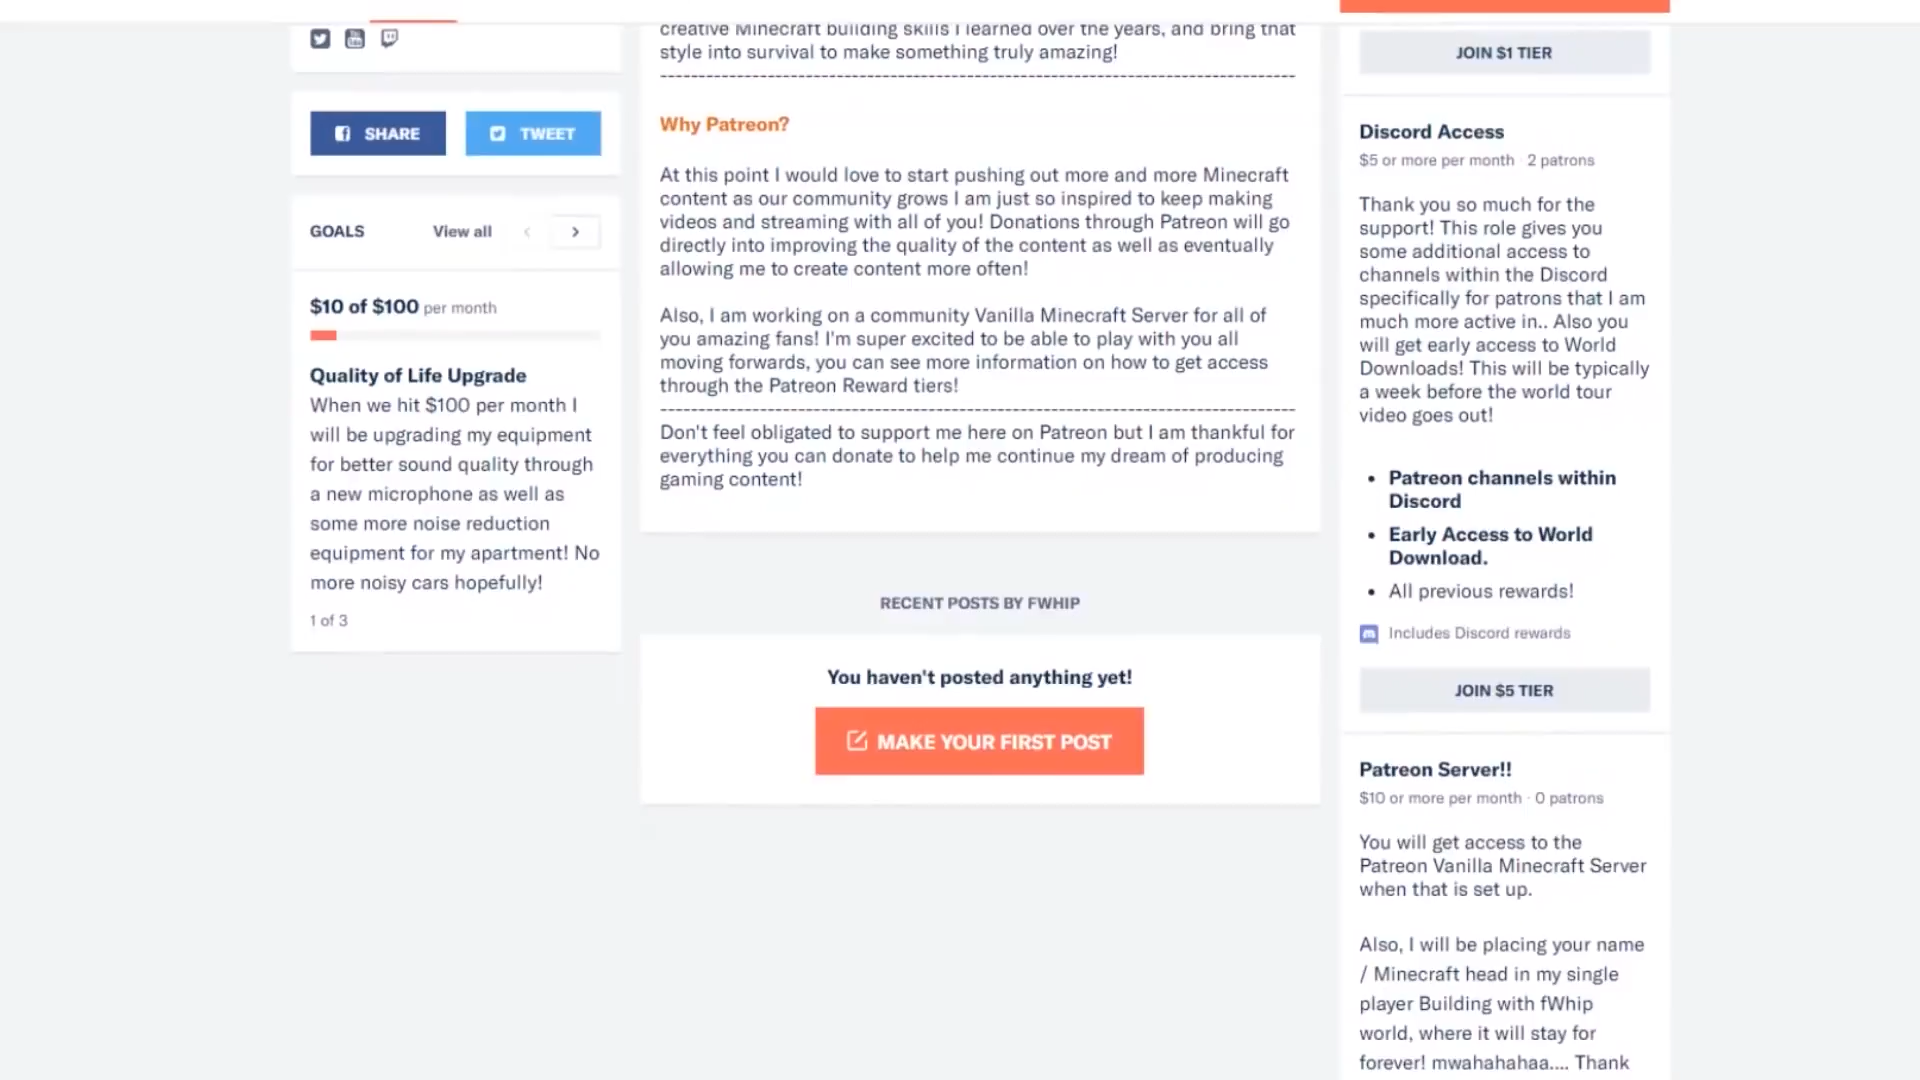 SHARE
TWEET
GOALS
View all
$10 of $100 per month
Quality of Life Upgrade
When we hit $100 per month I
will be upgrading my equipment
for better sound quality through
a new microphone as well as
some more noise reduction
equipment for my apartment! No
more noisy cars hopefully!
1 of 3
creative Minecraft building skills I learned over the years, and bring that
style into survival to make something truly amazing!
--------------------------------------------------------------------------------
Why Patreon?
At this point I would love to start pushing out more and more Minecraft
content as our community grows I am just so inspired to keep making
videos and streaming with all of you! Donations through Patreon will go
directly into improving the quality of the content as well as eventually
allowing me to create content more often!
Also, I am working on a community Vanilla Minecraft Server for all of
you amazing fans! I'm super excited to be able to play with you all
moving forwards, you can see more information on how to get access
through the Patreon Reward tiers!
--------------------------------------------------------------------------------
Don't feel obligated to support me here on Patreon but I am thankful for
everything you can donate to help me continue my dream of producing
gaming content!
RECENT POSTS BY FWHIP
You haven't posted anything yet!
MAKE YOUR FIRST POST
JOIN $1 TIER
Discord Access
$5 or more per month · 2 patrons
Thank you so much for the
support! This role gives you
some additional access to
channels within the Discord
specifically for patrons that I am
much more active in.. Also you
will get early access to World
Downloads! This will be typically
a week before the world tour
video goes out!
• Patreon channels within
Discord
• Early Access to World
Download.
• All previous rewards!
Includes Discord rewards
JOIN $5 TIER
Patreon Server!!
$10 or more per month · 0 patrons
You will get access to the
Patreon Vanilla Minecraft Server
when that is set up.
Also, I will be placing your name
/ Minecraft head in my single
player Building with fWhip
world, where it will stay for
forever! mwahahahaa.... Thank